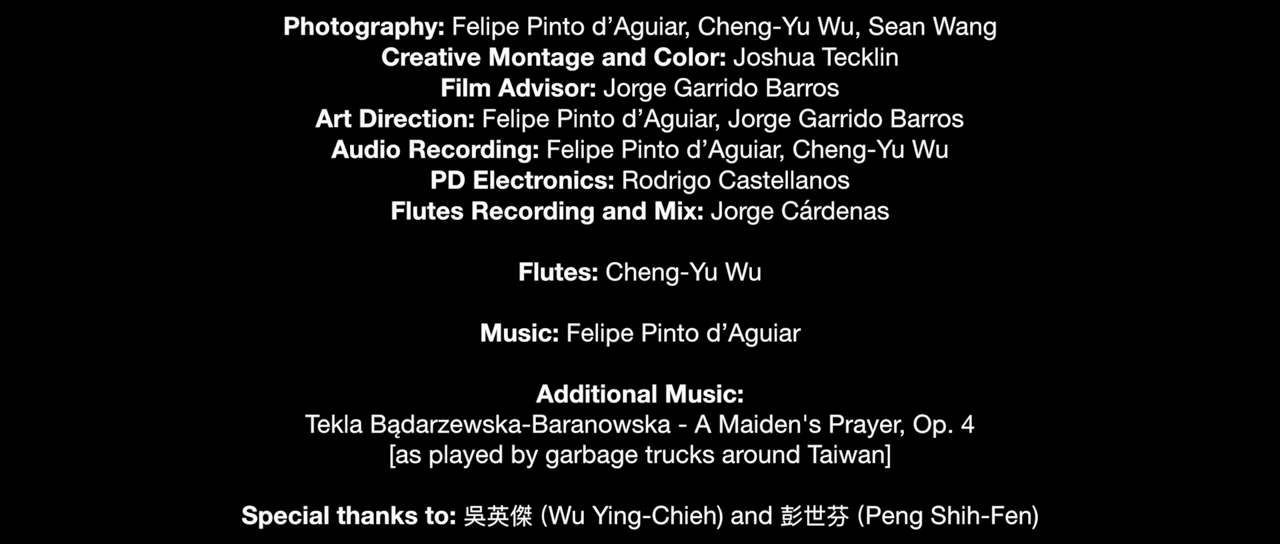 Photography: Felipe Pinto d’Aguiar, Cheng-Yu Wu, Sean Wang
Creative Montage and Color: Joshua Tecklin
Film Advisor: Jorge Garrido Barros
Art Direction: Felipe Pinto d’Aguiar, Jorge Garrido Barros
Audio Recording: Felipe Pinto d’Aguiar, Cheng-Yu Wu
PD Electronics: Rodrigo Castellanos
Flutes Recording and Mix: Jorge Cárdenas
Flutes: Cheng-Yu Wu
Music: Felipe Pinto d’Aguiar
Additional Music:
Tekla Bądarzewska-Baranowska - A Maiden's Prayer, Op. 4
[as played by garbage trucks around Taiwan]
Special thanks to: 吳英傑 (Wu Ying-Chieh) and 彭世芬 (Peng Shih-Fen)